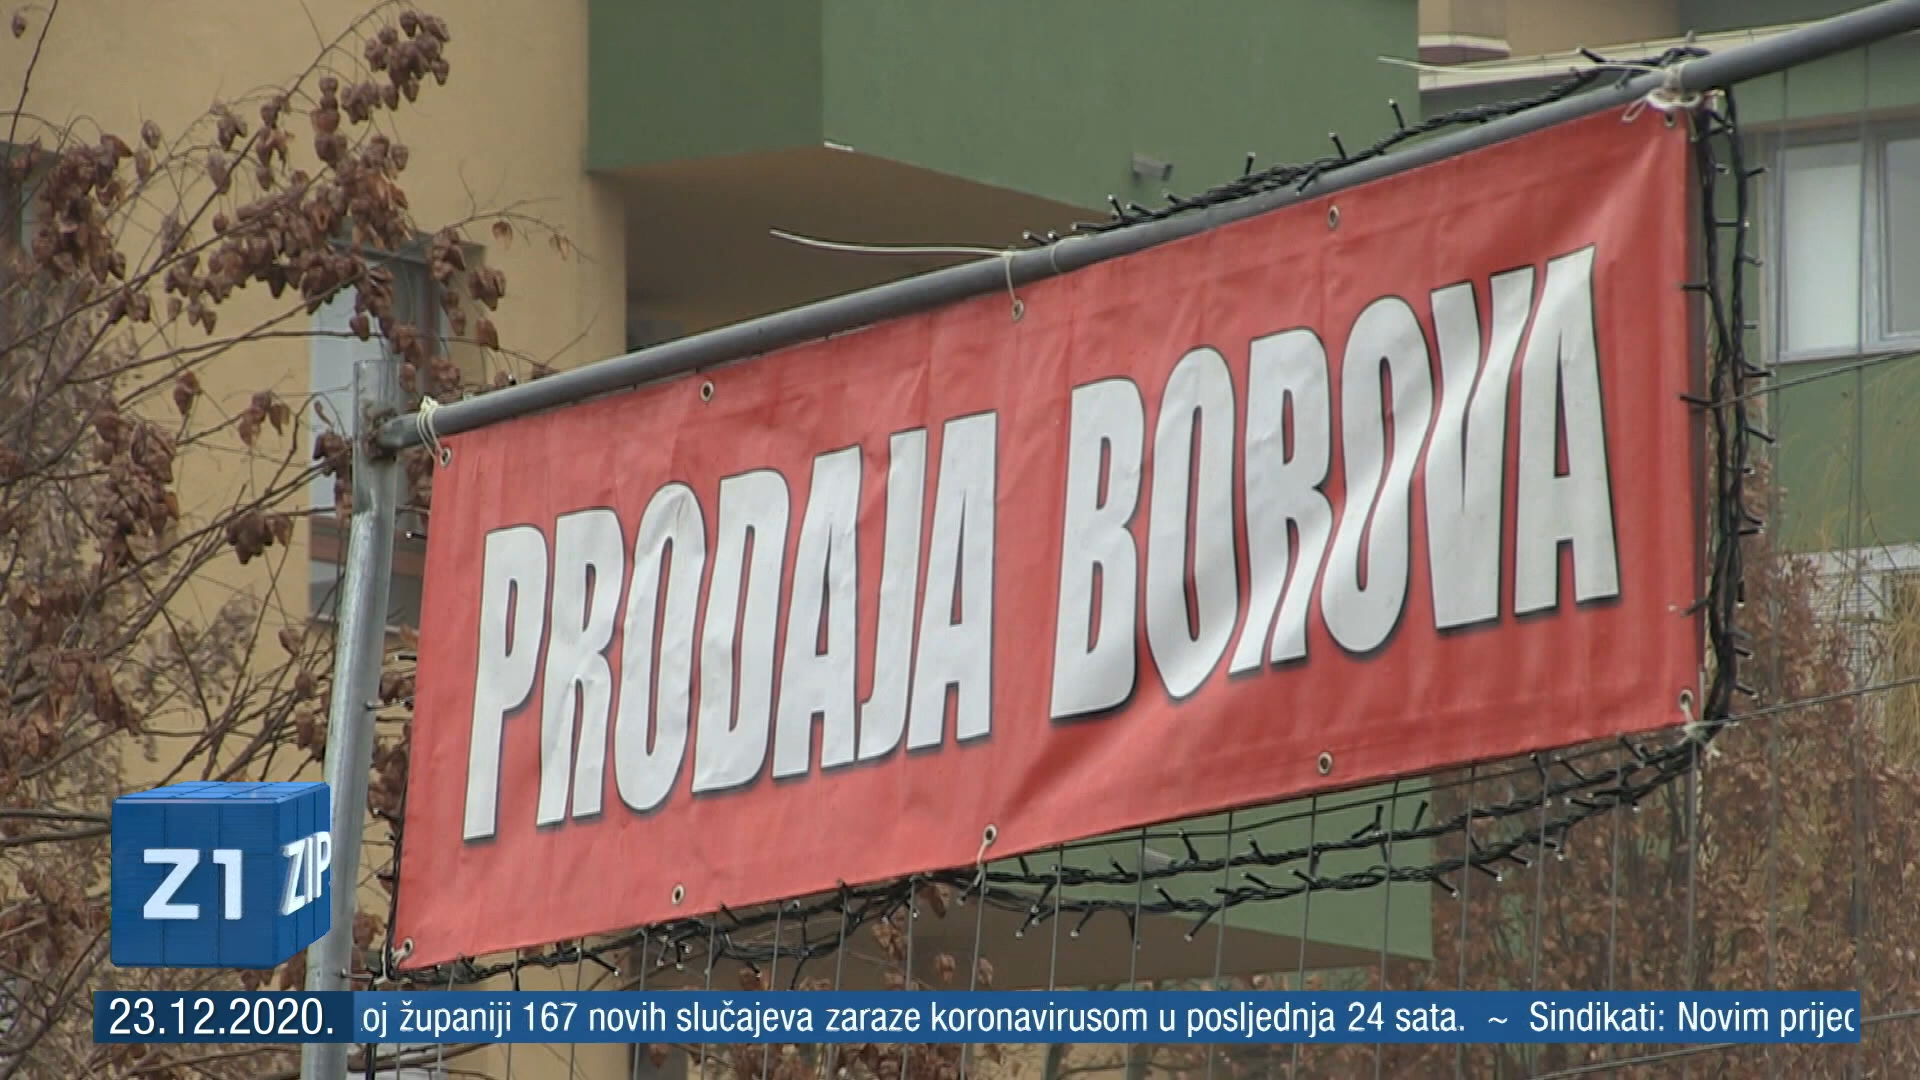 PRODAJA BOROVA
Z1 ZIP
23.12.2020. oj županiji 167 novih slučajeva zaraze koronavirusom u posljednja 24 sata. ~ Sindikati: Novim prijed